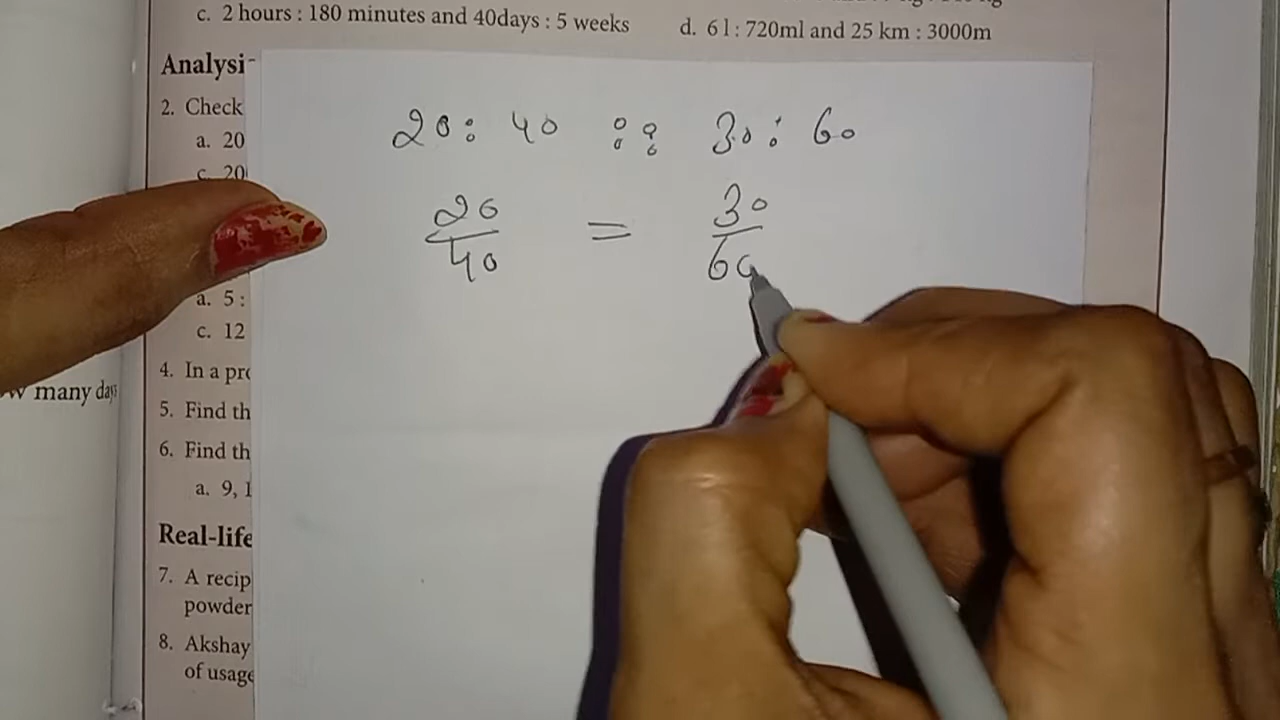 c. 2 hours : 180 minutes and 40days : 5 weeks
d. 6 l : 720ml and 25 km : 3000m
Analysi
2. Check
a. 20
c. 20
20 : 40 :: 30 : 60
20/40 = 30/60
a. 5 :
c. 12
4. In a pro
many days
5. Find th
6. Find th
a. 9, 1
Real-life
7. A recip
powder
8. Akshay
of usage